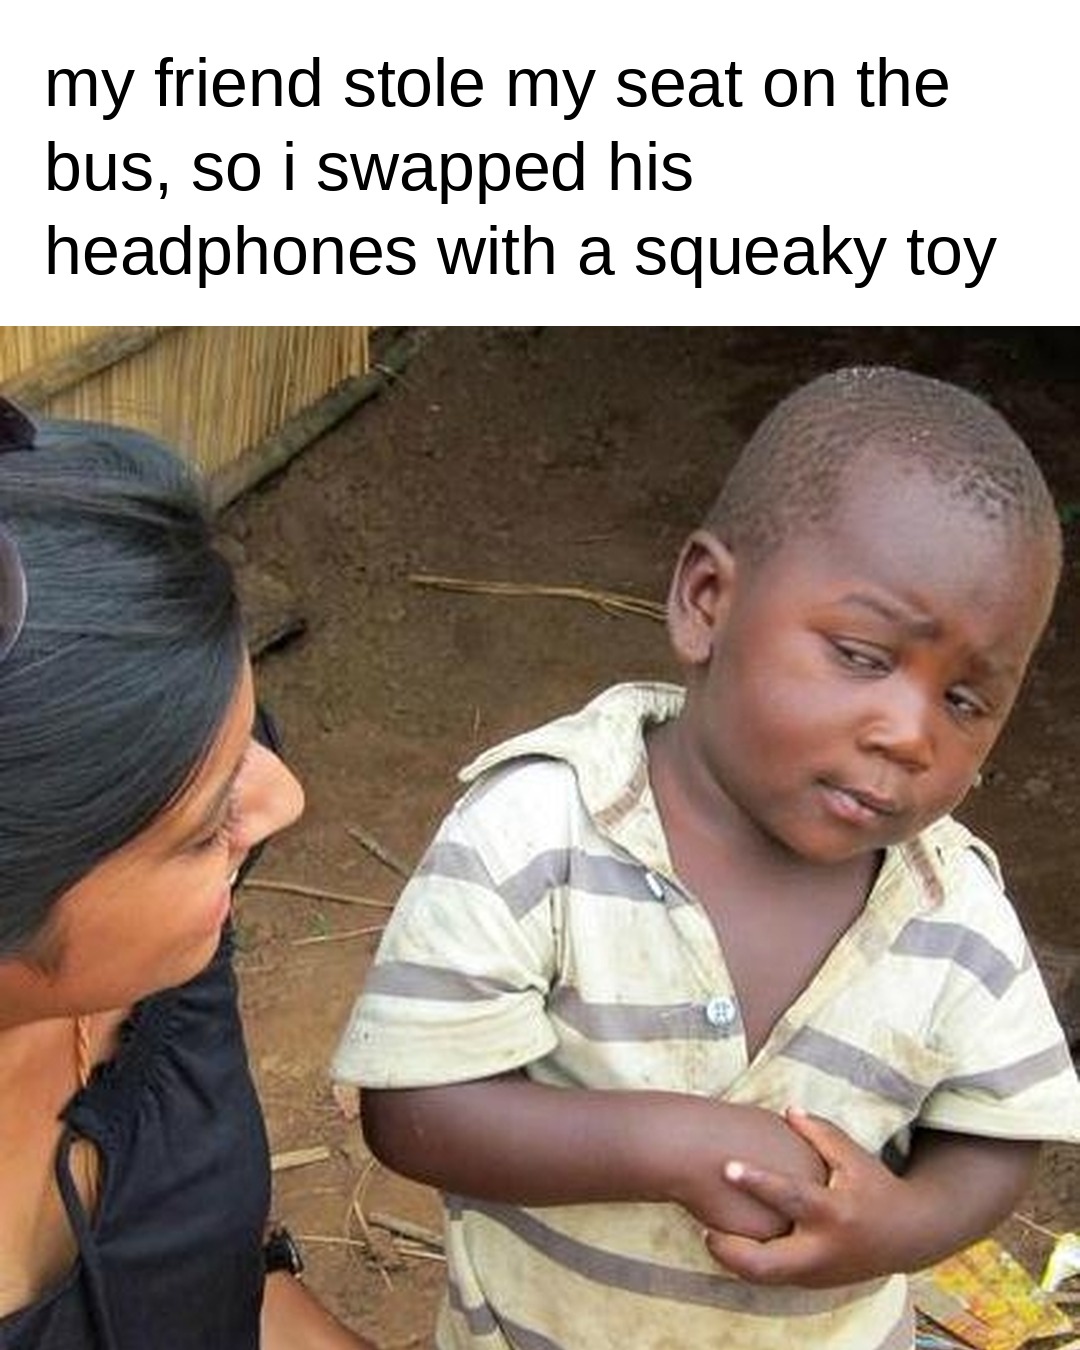 my friend stole my seat on the
bus, so i swapped his
headphones with a squeaky toy